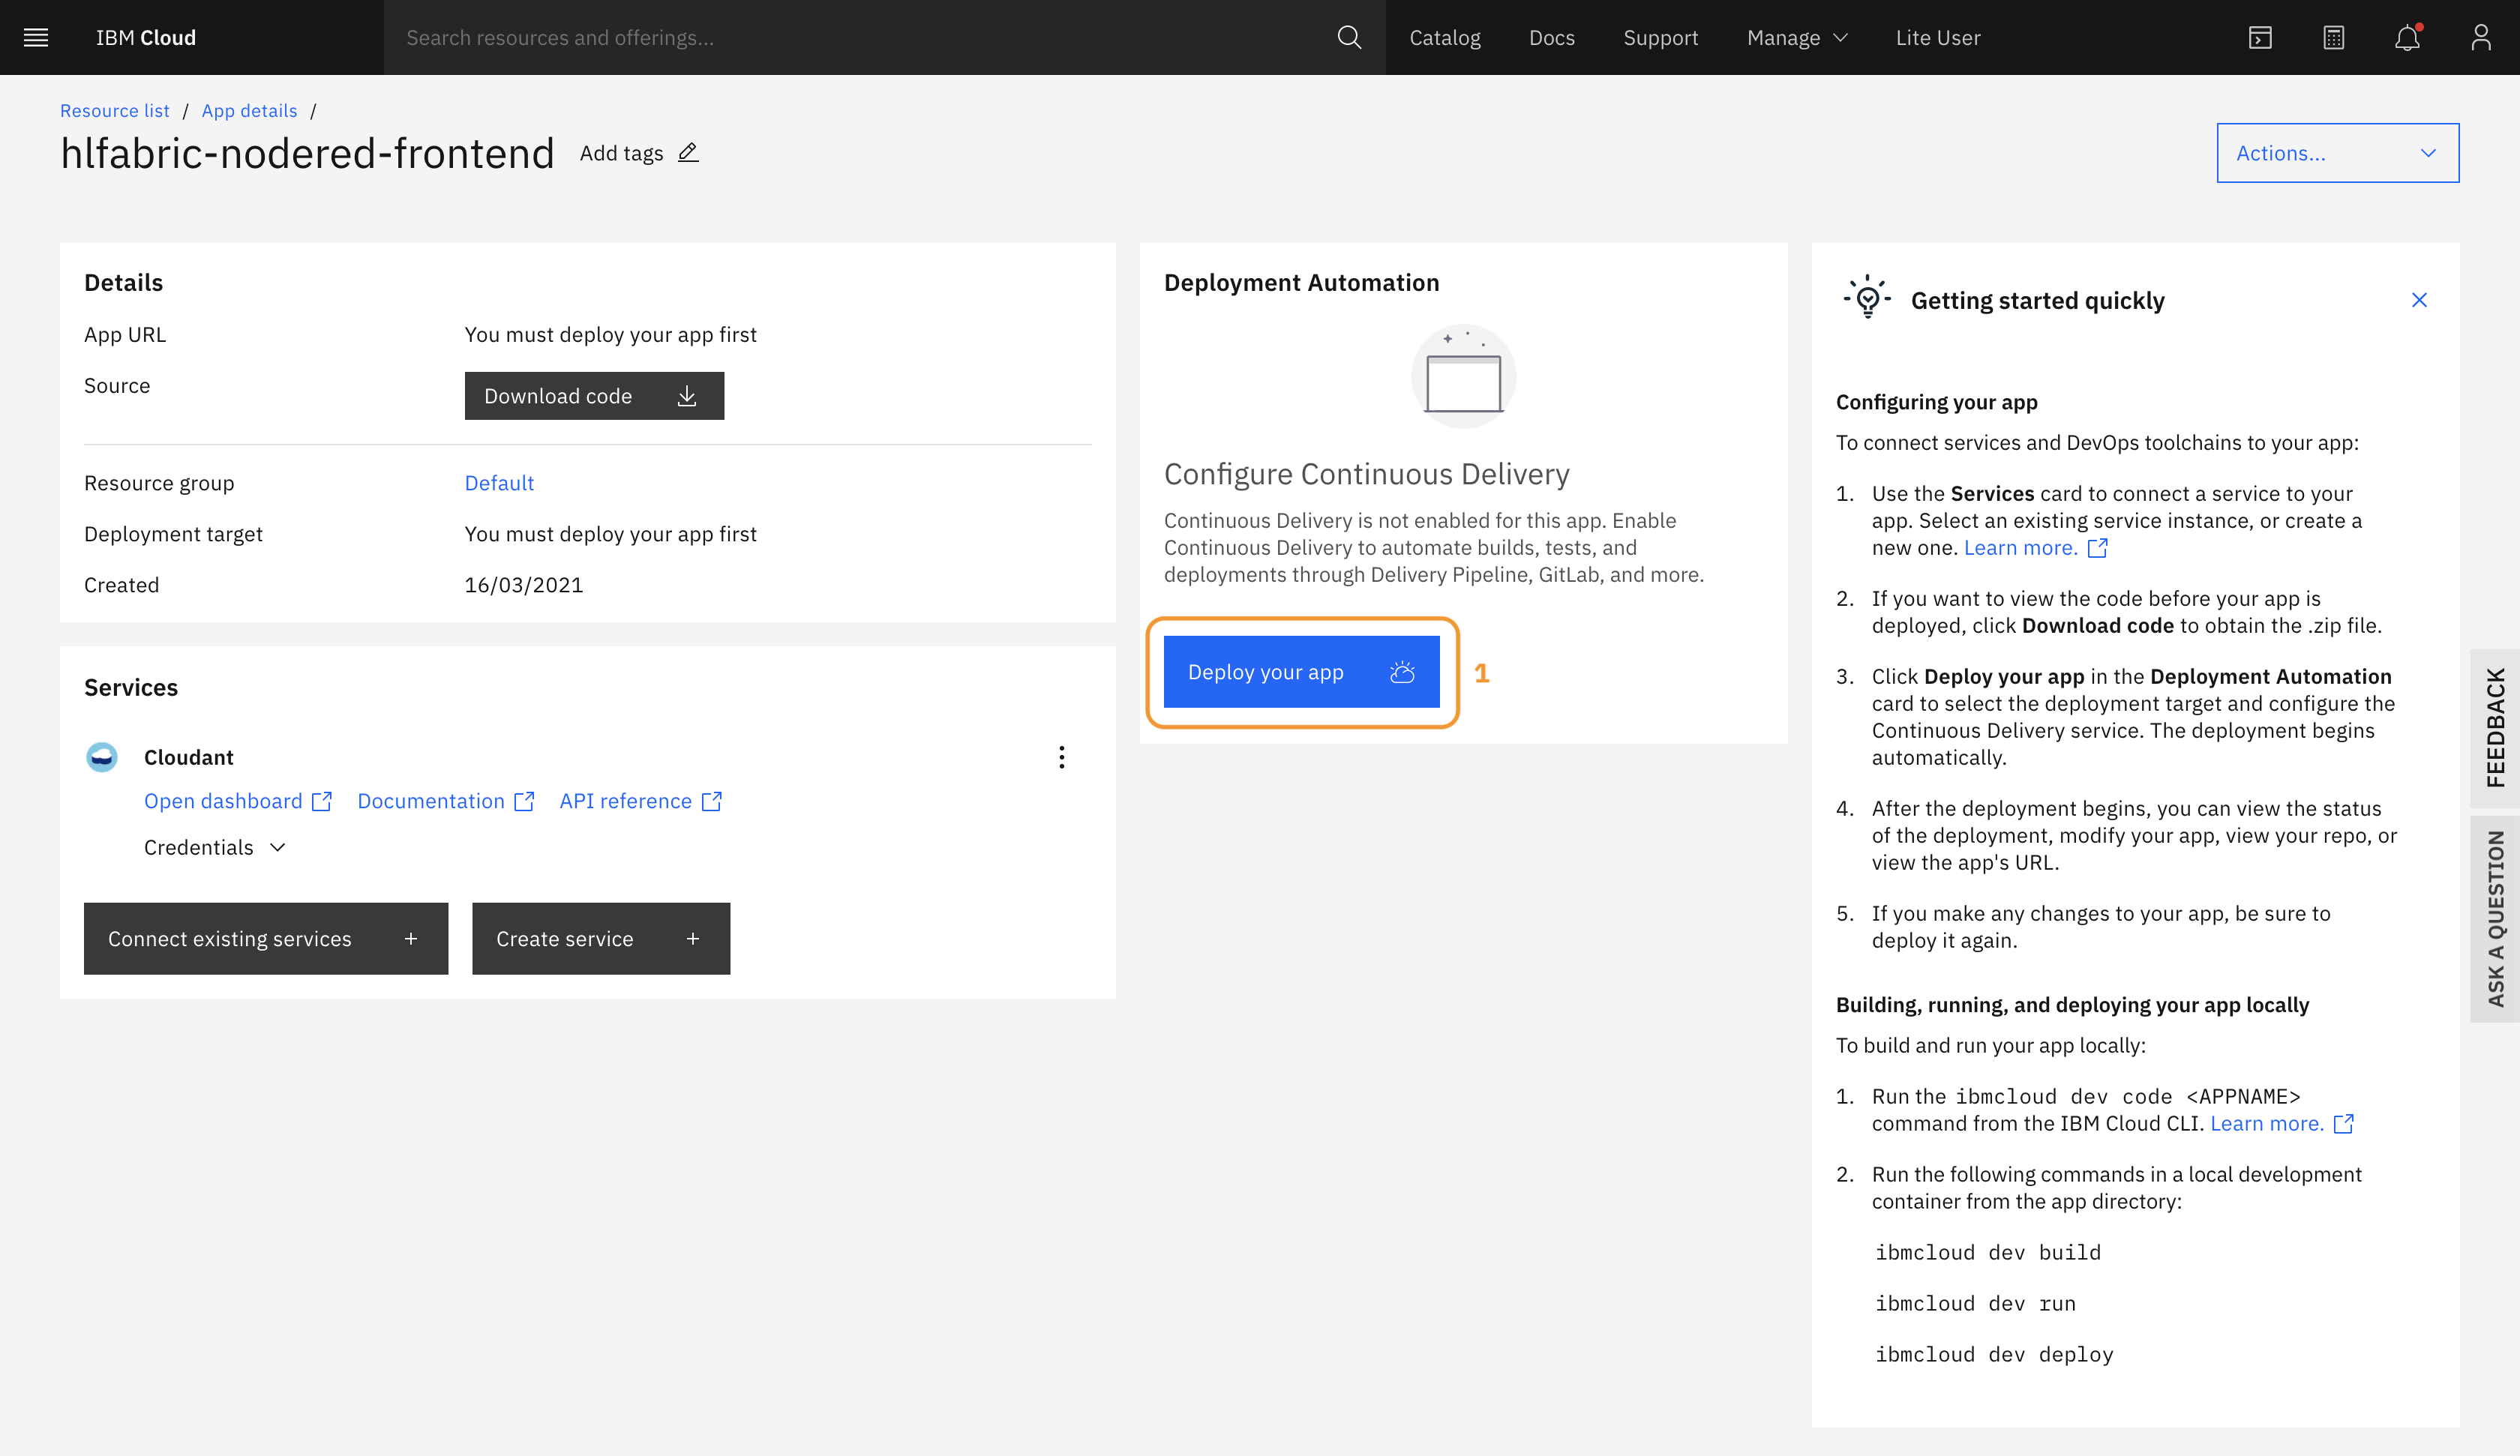 IBM Cloud
Search resources and offerings...
Catalog
Docs
Support
Manage
Lite User
Resource list / App details /
hlfabric-nodered-frontend
Add tags
Actions...
Details
App URL
You must deploy your app first
Source
Download code
Resource group
Default
Deployment target
You must deploy your app first
Created
16/03/2021
Services
Cloudant
Open dashboard
Documentation
API reference
Credentials
Connect existing services +
Create service +
Deployment Automation
Configure Continuous Delivery
Continuous Delivery is not enabled for this app. Enable
Continuous Delivery to automate builds, tests, and
deployments through Delivery Pipeline, GitLab, and more.
Deploy your app
1
Getting started quickly
Configuring your app
To connect services and DevOps toolchains to your app:
1. Use the Services card to connect a service to your
app. Select an existing service instance, or create a
new one. Learn more.
2. If you want to view the code before your app is
deployed, click Download code to obtain the .zip file.
3. Click Deploy your app in the Deployment Automation
card to select the deployment target and configure the
Continuous Delivery service. The deployment begins
automatically.
4. After the deployment begins, you can view the status
of the deployment, modify your app, view your repo, or
view the app's URL.
5. If you make any changes to your app, be sure to
deploy it again.
Building, running, and deploying your app locally
To build and run your app locally:
1. Run the ibmcloud dev code <APPNAME>
command from the IBM Cloud CLI. Learn more.
2. Run the following commands in a local development
container from the app directory:
ibmcloud dev build
ibmcloud dev run
ibmcloud dev deploy
FEEDBACK
ASK A QUESTION